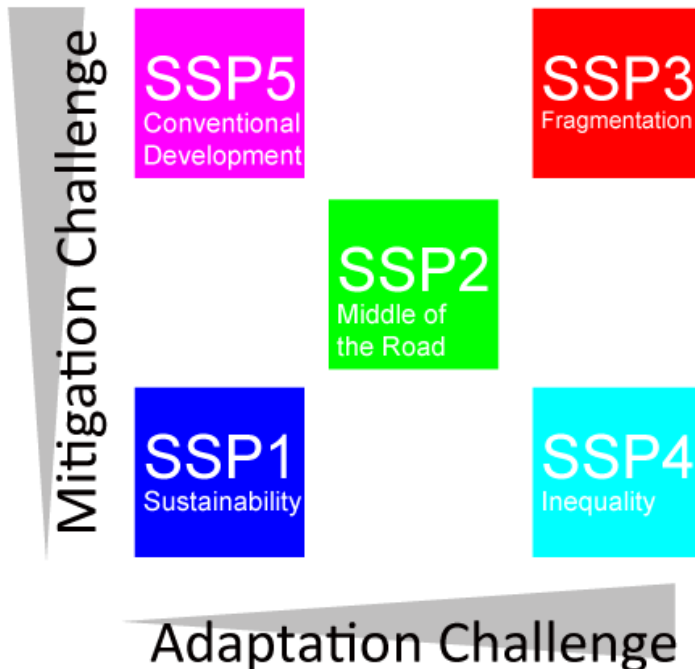 Mitigation Challenge
SSP5
Conventional
Development
SSP3
Fragmentation
SSP2
Middle of
the Road
SSP1
Sustainability
SSP4
Inequality
Adaptation Challenge